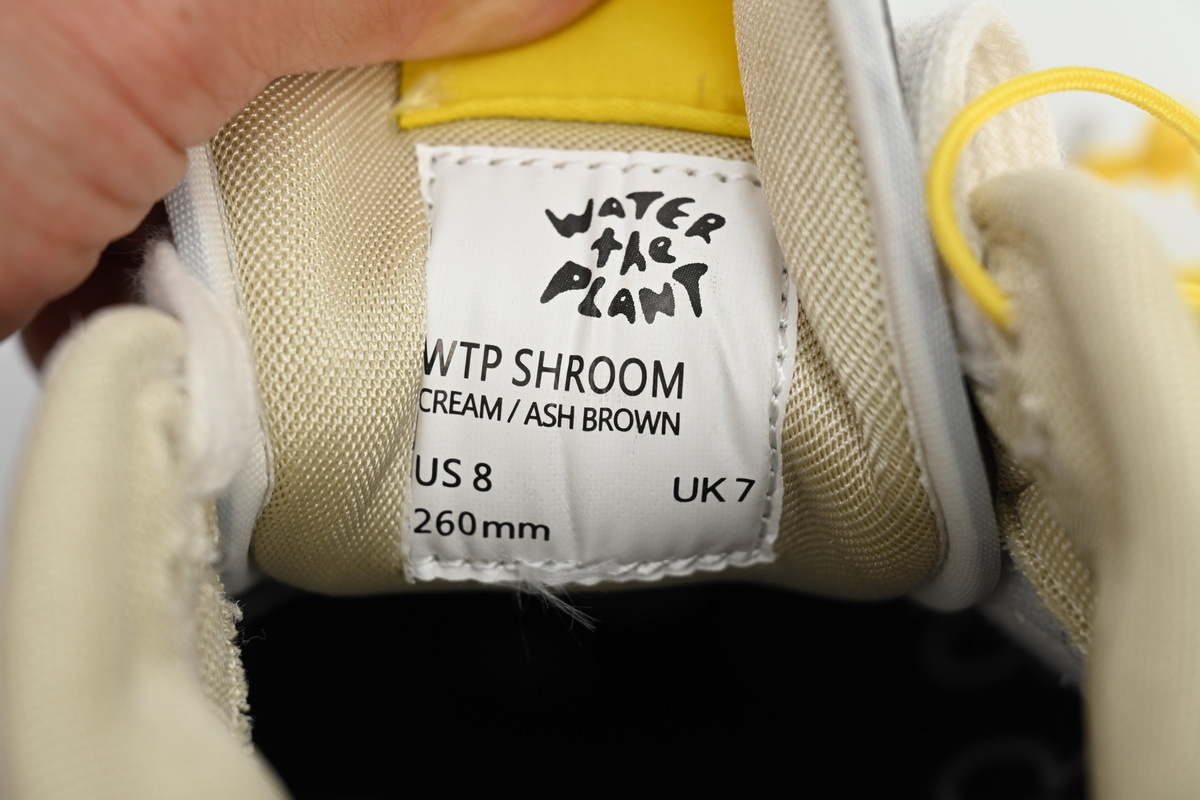 WATER
the
PLANT
WTP SHROOM
CREAM / ASH BROWN
US 8 UK 7
260mm